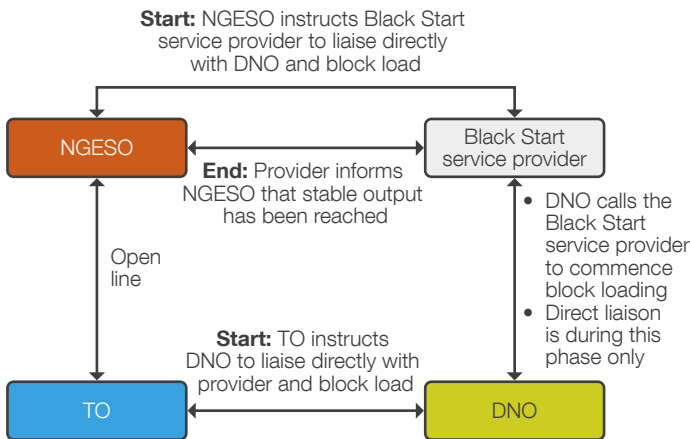 Start: NGESO instructs Black Start
service provider to liaise directly
with DNO and block load
NGESO
Black Start
service provider
End: Provider informs
NGESO that stable output
has been reached
• DNO calls the
Black Start
service provider
to commence
block loading
• Direct liaison
is during this
phase only
Open
line
Start: TO instructs
DNO to liaise directly with
provider and block load
TO
DNO